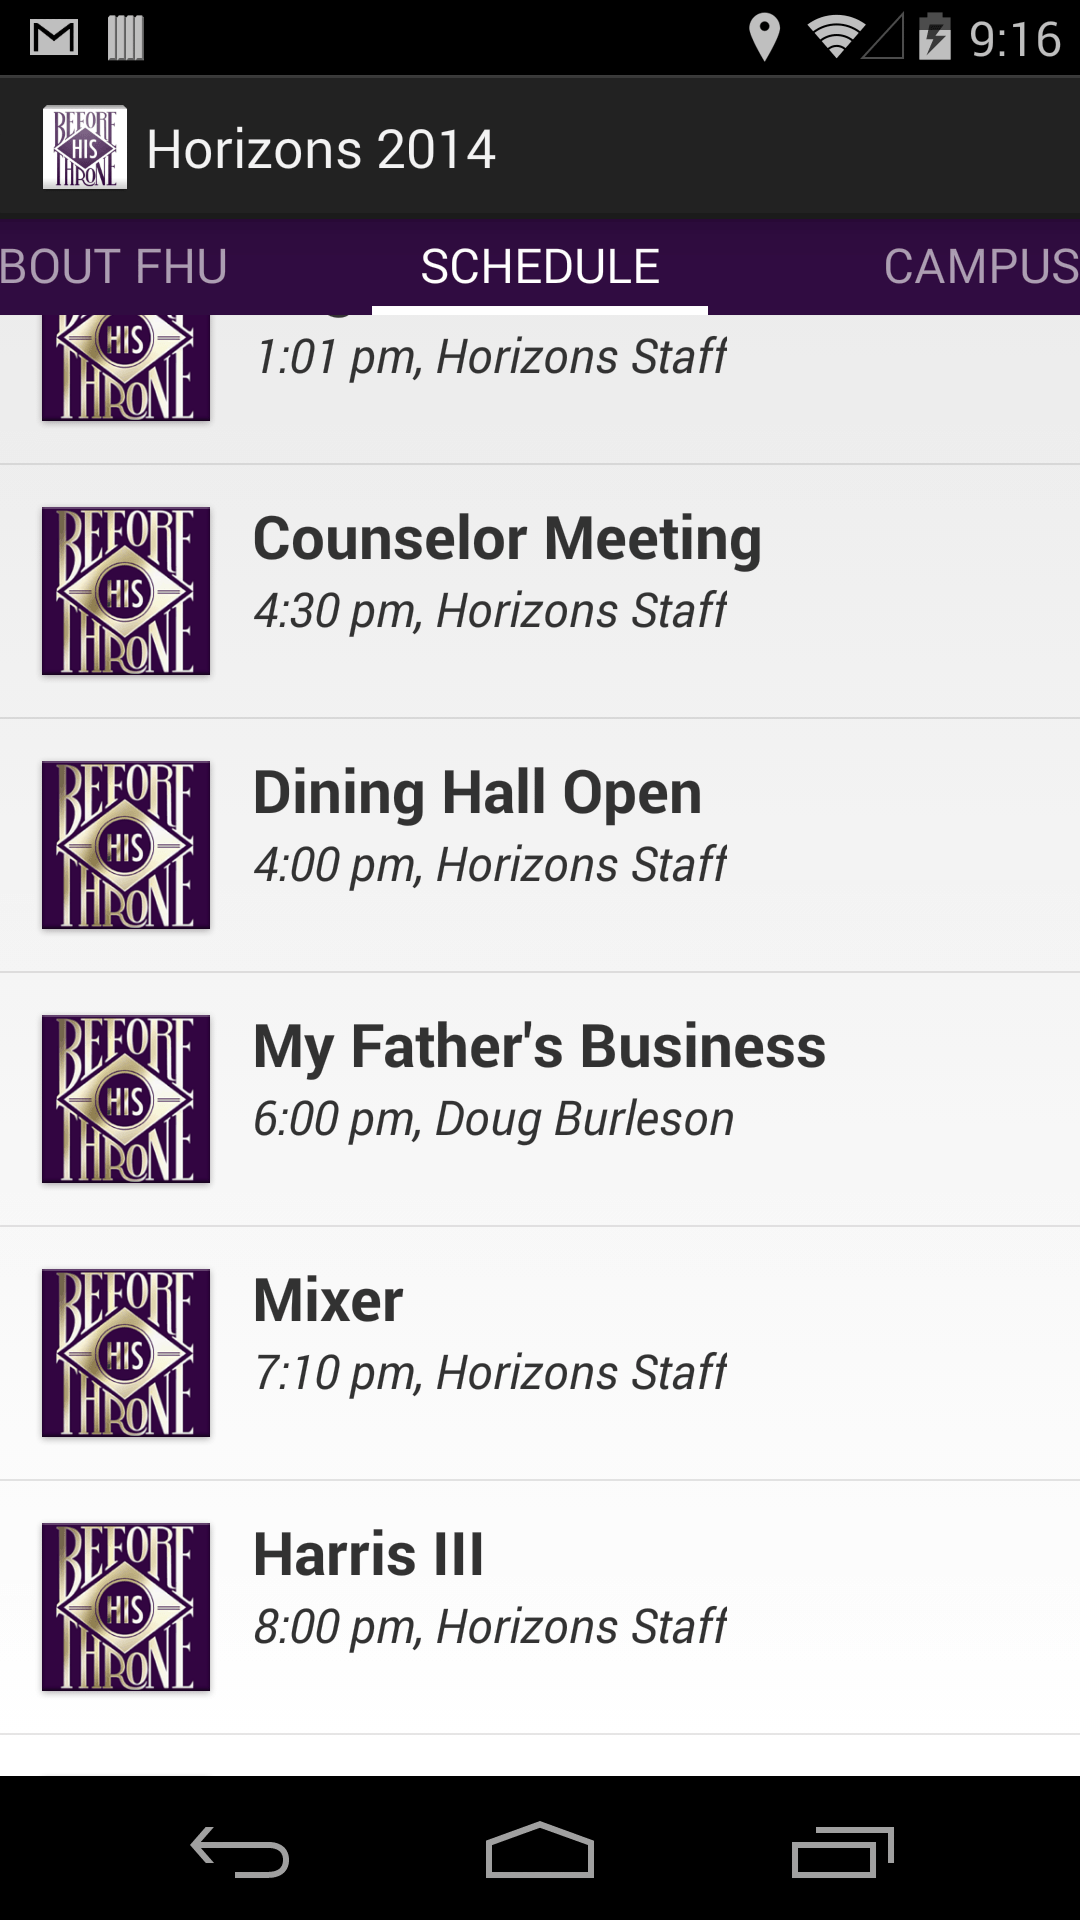 9:16
BEFORE
HIS
THRONE
Horizons 2014
BOUT FHU
SCHEDULE
CAMPUS
HIS
THRONE
1:01 pm, Horizons Staff
BEFORE
HIS
THRONE
Counselor Meeting
4:30 pm, Horizons Staff
BEFORE
HIS
THRONE
Dining Hall Open
4:00 pm, Horizons Staff
BEFORE
HIS
THRONE
My Father's Business
6:00 pm, Doug Burleson
BEFORE
HIS
THRONE
Mixer
7:10 pm, Horizons Staff
BEFORE
HIS
THRONE
Harris III
8:00 pm, Horizons Staff